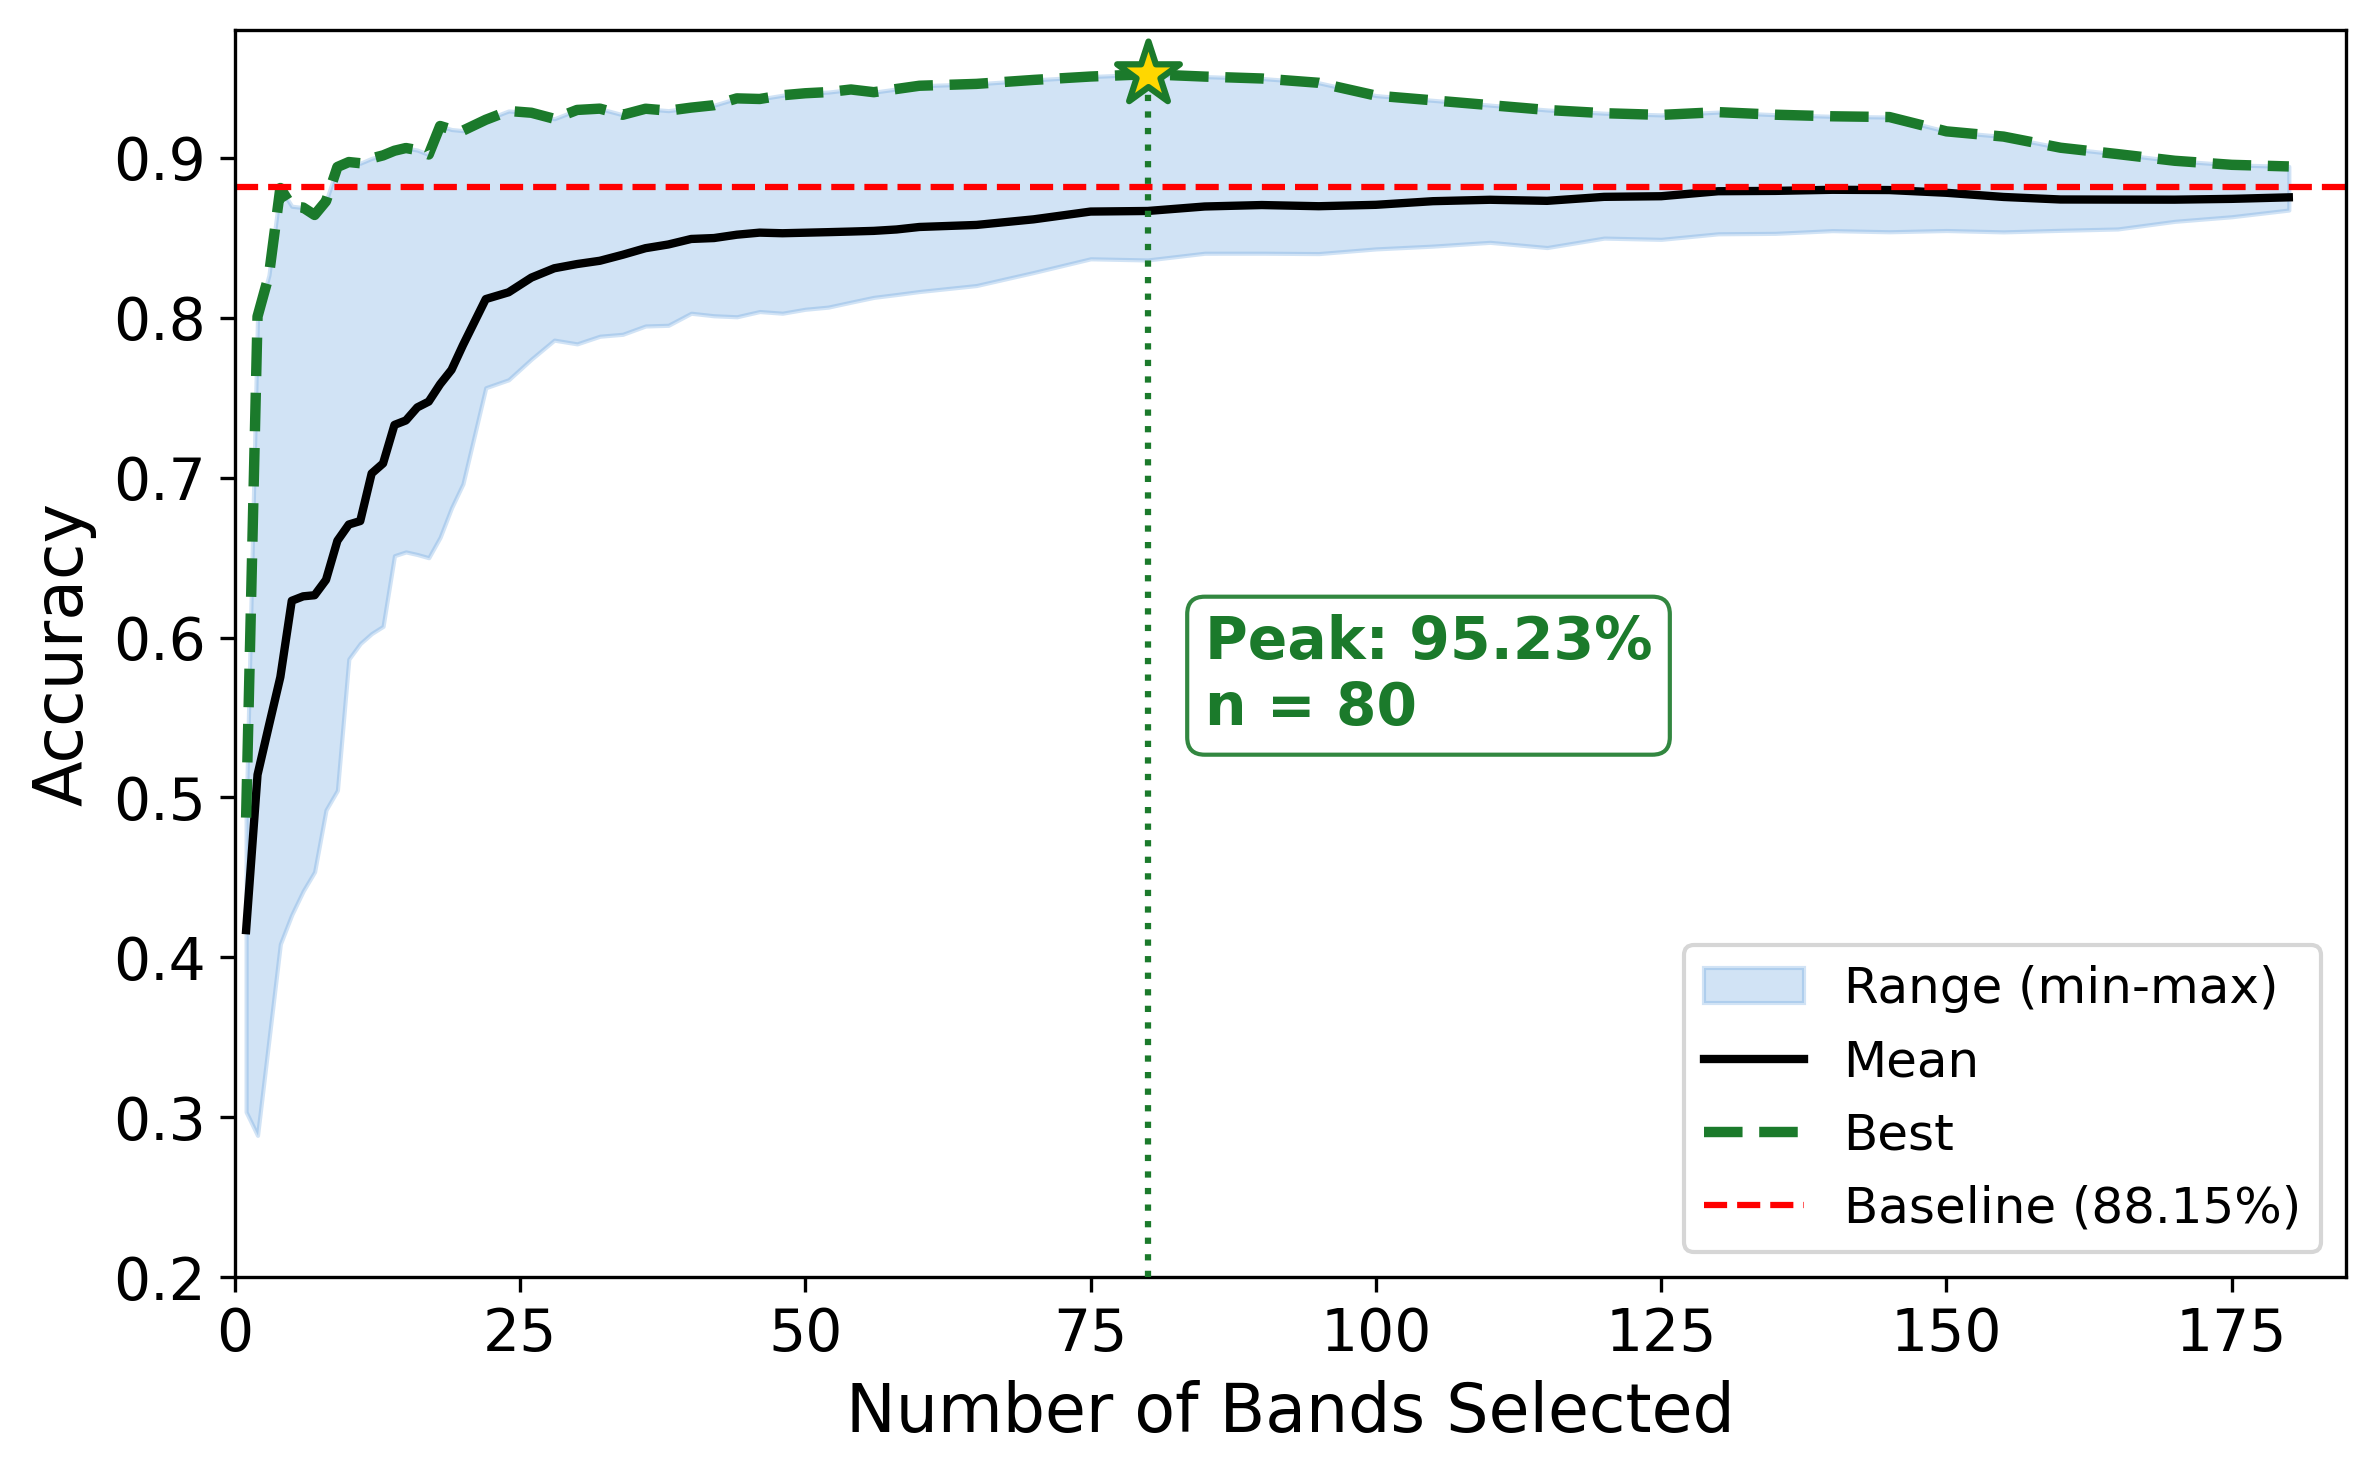 Accuracy
0.9
0.8
0.7
0.6
0.5
0.4
0.3
0.2
Peak: 95.23%
n = 80
Range (min-max)
Mean
Best
Baseline (88.15%)
0 25 50 75 100 125 150 175
Number of Bands Selected